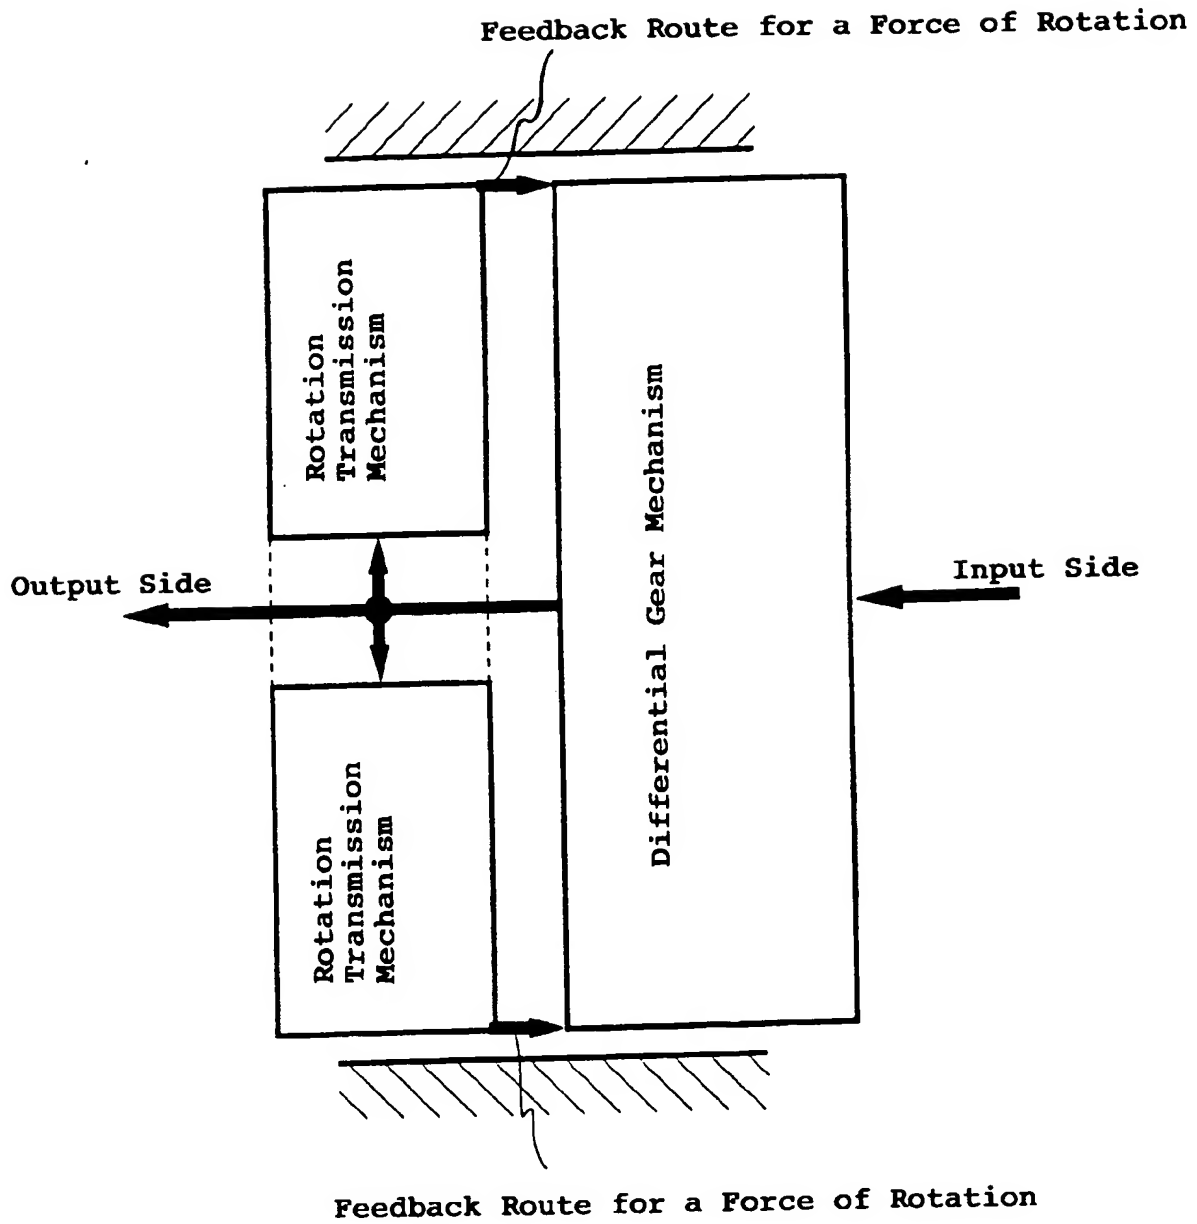 Feedback Route for a Force of Rotation
Rotation
Transmission
Mechanism
Differential Gear Mechanism
Output Side
Input Side
Rotation
Transmission
Mechanism
Feedback Route for a Force of Rotation